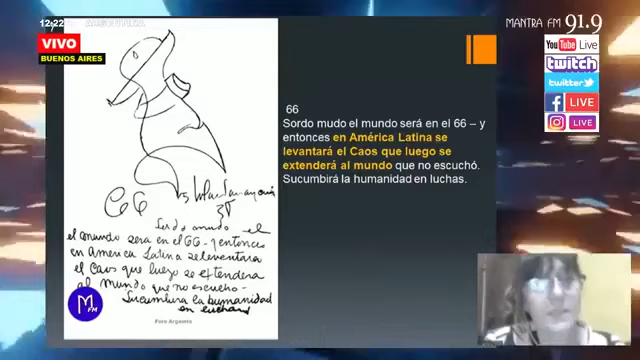 12:22
MANTRA FM 91.9
VIVO
BUENOS AIRES
YouTube Live
twitch
twitter
LIVE
LIVE
66
Sordo mudo el mundo será en el 66 – y
entonces en América Latina se
levantará el Caos que luego se
extenderá al mundo que no escuchó.
Sucumbirá la humanidad en luchas.
66
Sordo mudo el
el mundo sera en el 66 - y entonces
en America Latina se levantara
el Caos que luego se extendera
al mundo que no escucho -
Sucumbira la humanidad
en luchas
M
FM